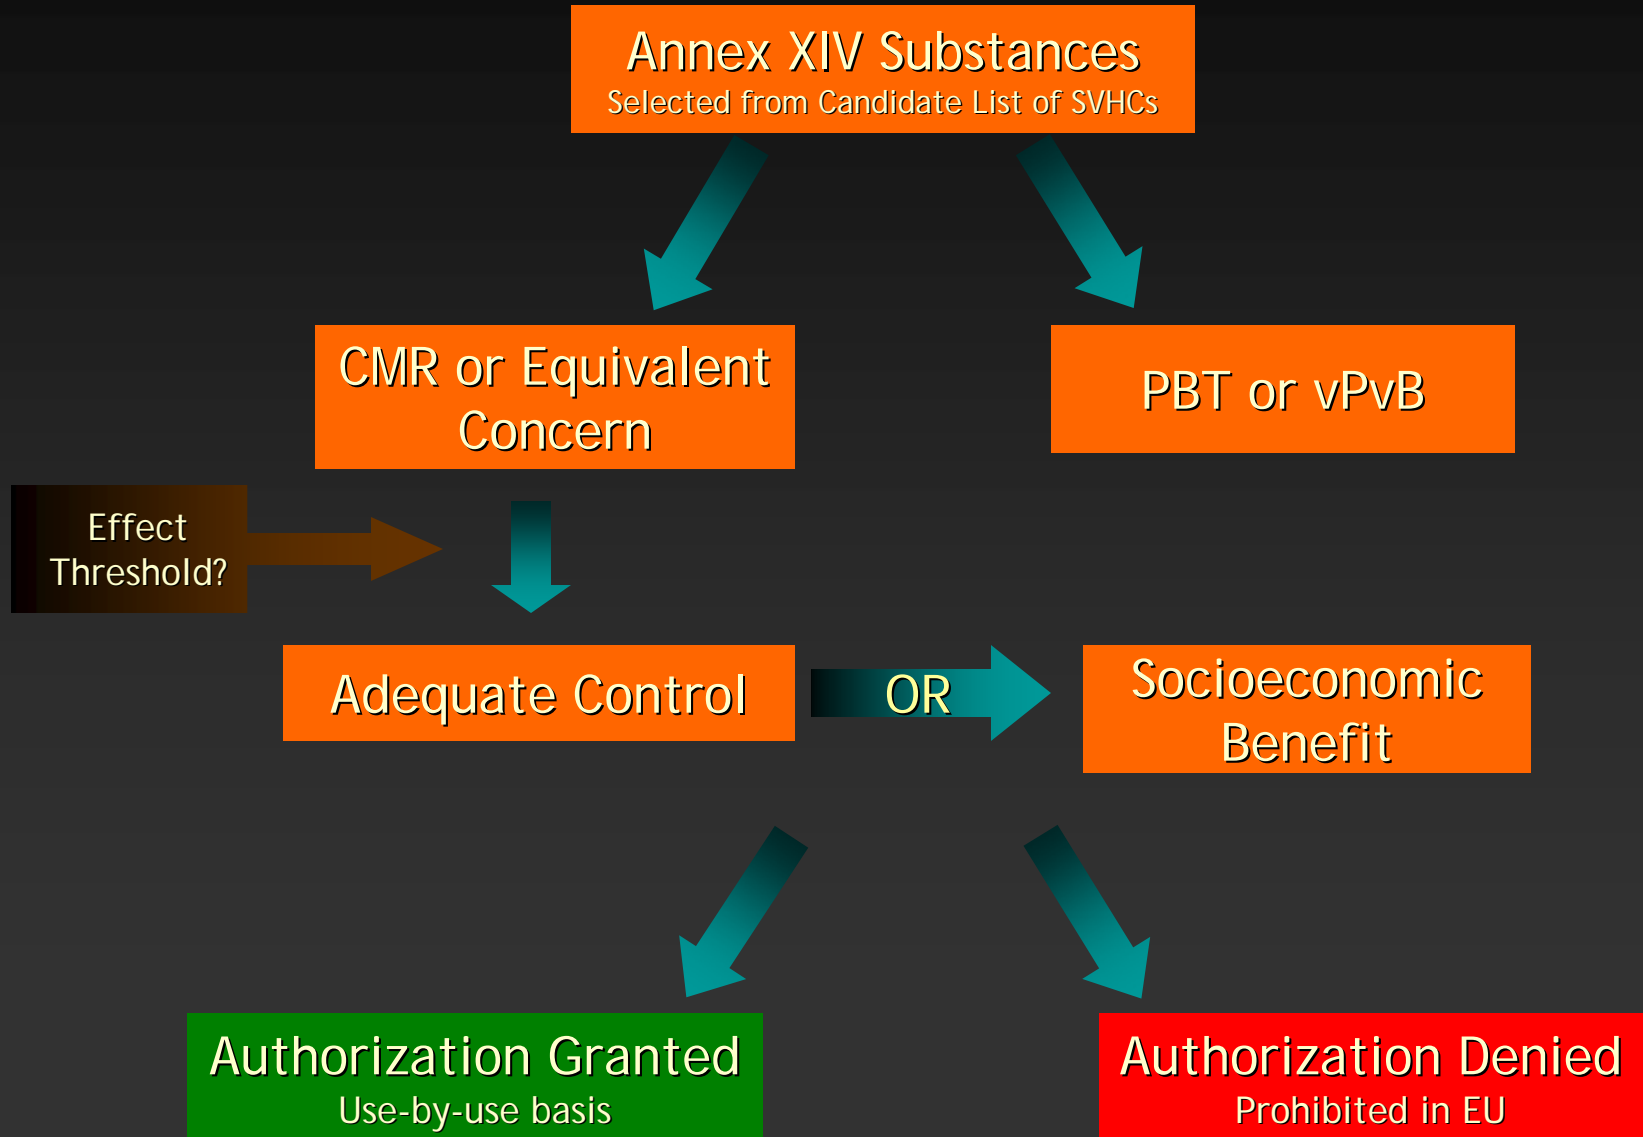 Annex XIV Substances
Selected from Candidate List of SVHCs
CMR or Equivalent
Concern
PBT or vPvB
Effect
Threshold?
Adequate Control
OR
Socioeconomic
Benefit
Authorization Granted
Use-by-use basis
Authorization Denied
Prohibited in EU